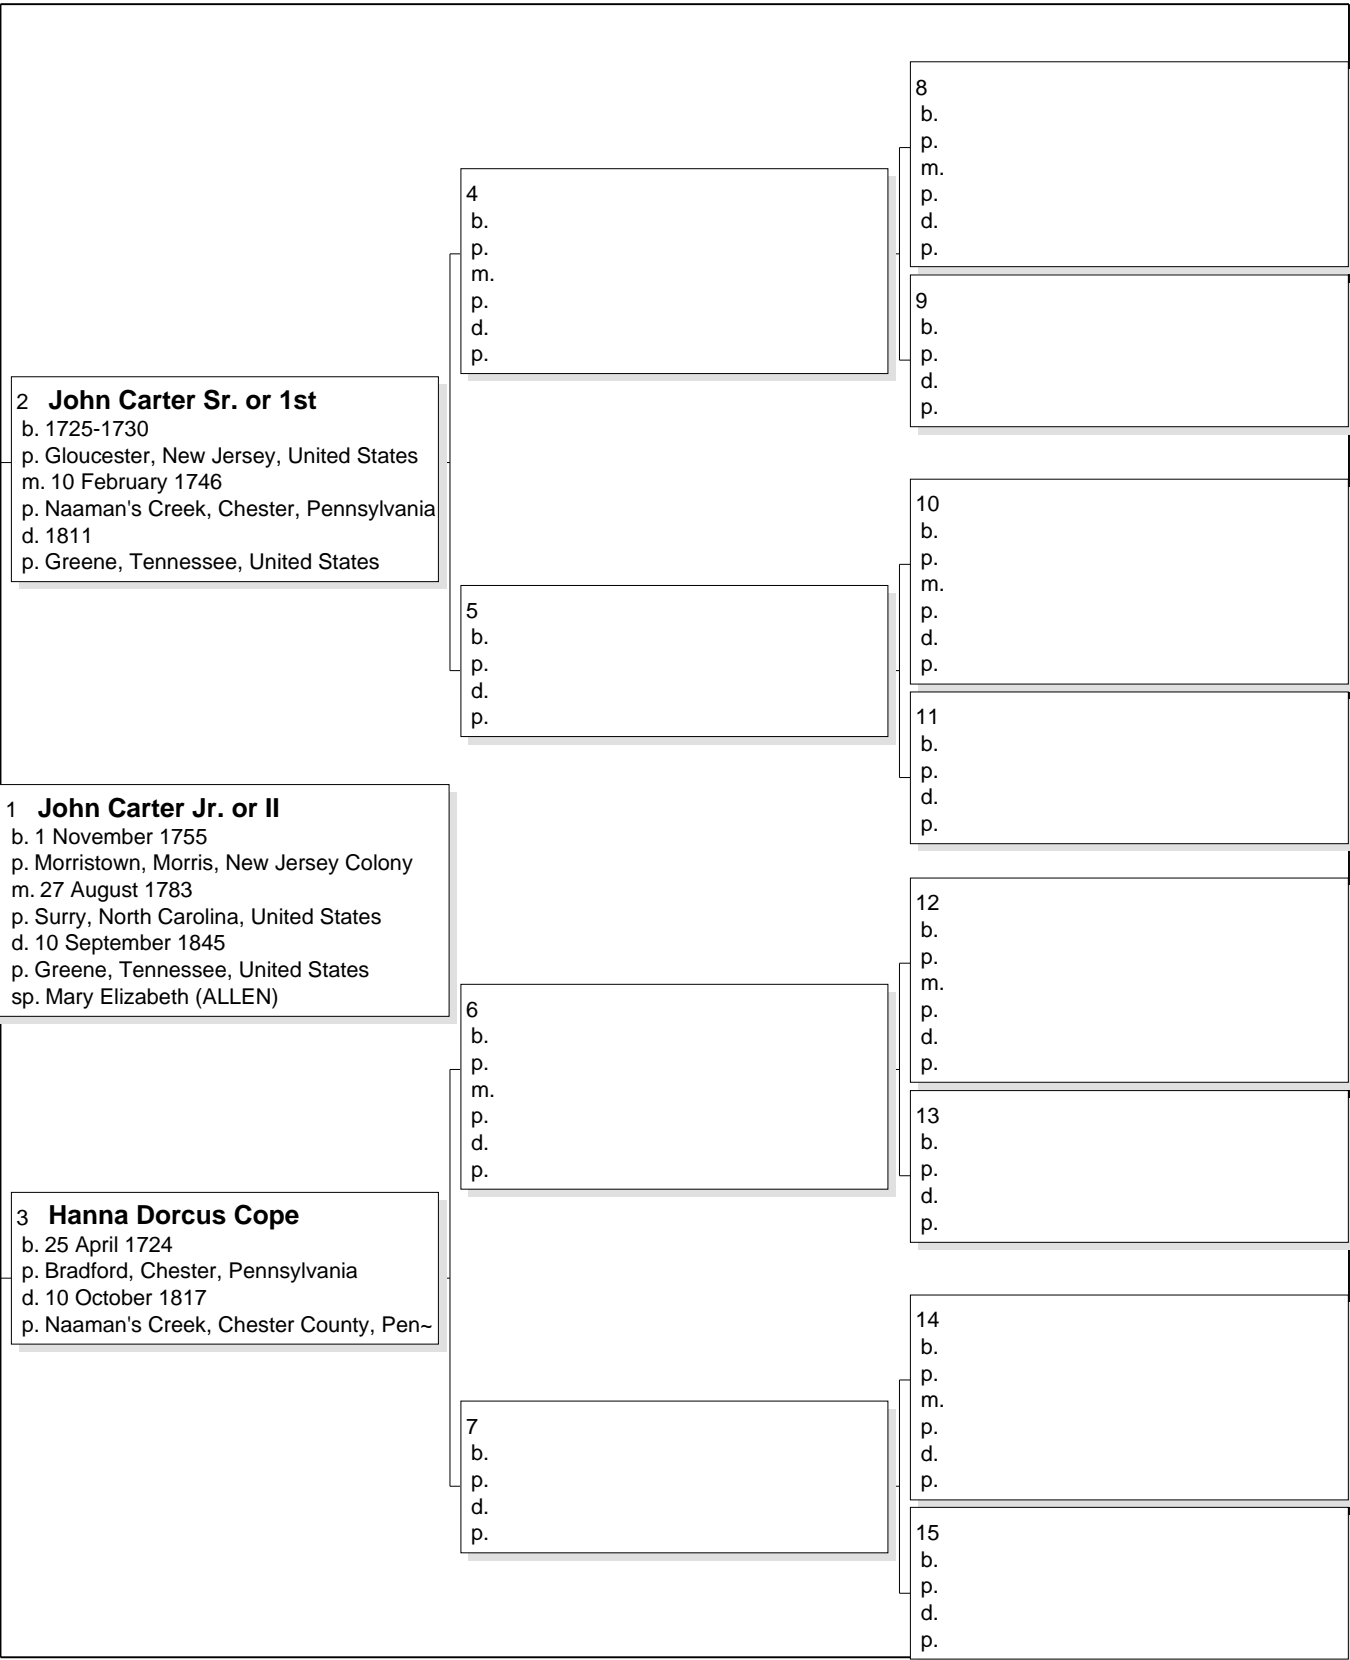 8
b.
p.
m.
p.
d.
p.
4
b.
p.
m.
p.
d.
p.
9
b.
p.
d.
p.
2 John Carter Sr. or 1st
b. 1725-1730
p. Gloucester, New Jersey, United States
m. 10 February 1746
p. Naaman's Creek, Chester, Pennsylvania
d. 1811
p. Greene, Tennessee, United States
10
b.
p.
m.
p.
d.
p.
5
b.
p.
d.
p.
11
b.
p.
d.
p.
1 John Carter Jr. or II
b. 1 November 1755
p. Morristown, Morris, New Jersey Colony
m. 27 August 1783
p. Surry, North Carolina, United States
d. 10 September 1845
p. Greene, Tennessee, United States
sp. Mary Elizabeth (ALLEN)
12
b.
p.
m.
p.
d.
p.
6
b.
p.
m.
p.
d.
p.
13
b.
p.
d.
p.
3 Hanna Dorcus Cope
b. 25 April 1724
p. Bradford, Chester, Pennsylvania
d. 10 October 1817
p. Naaman's Creek, Chester County, Pen~
14
b.
p.
m.
p.
d.
p.
7
b.
p.
d.
p.
15
b.
p.
d.
p.